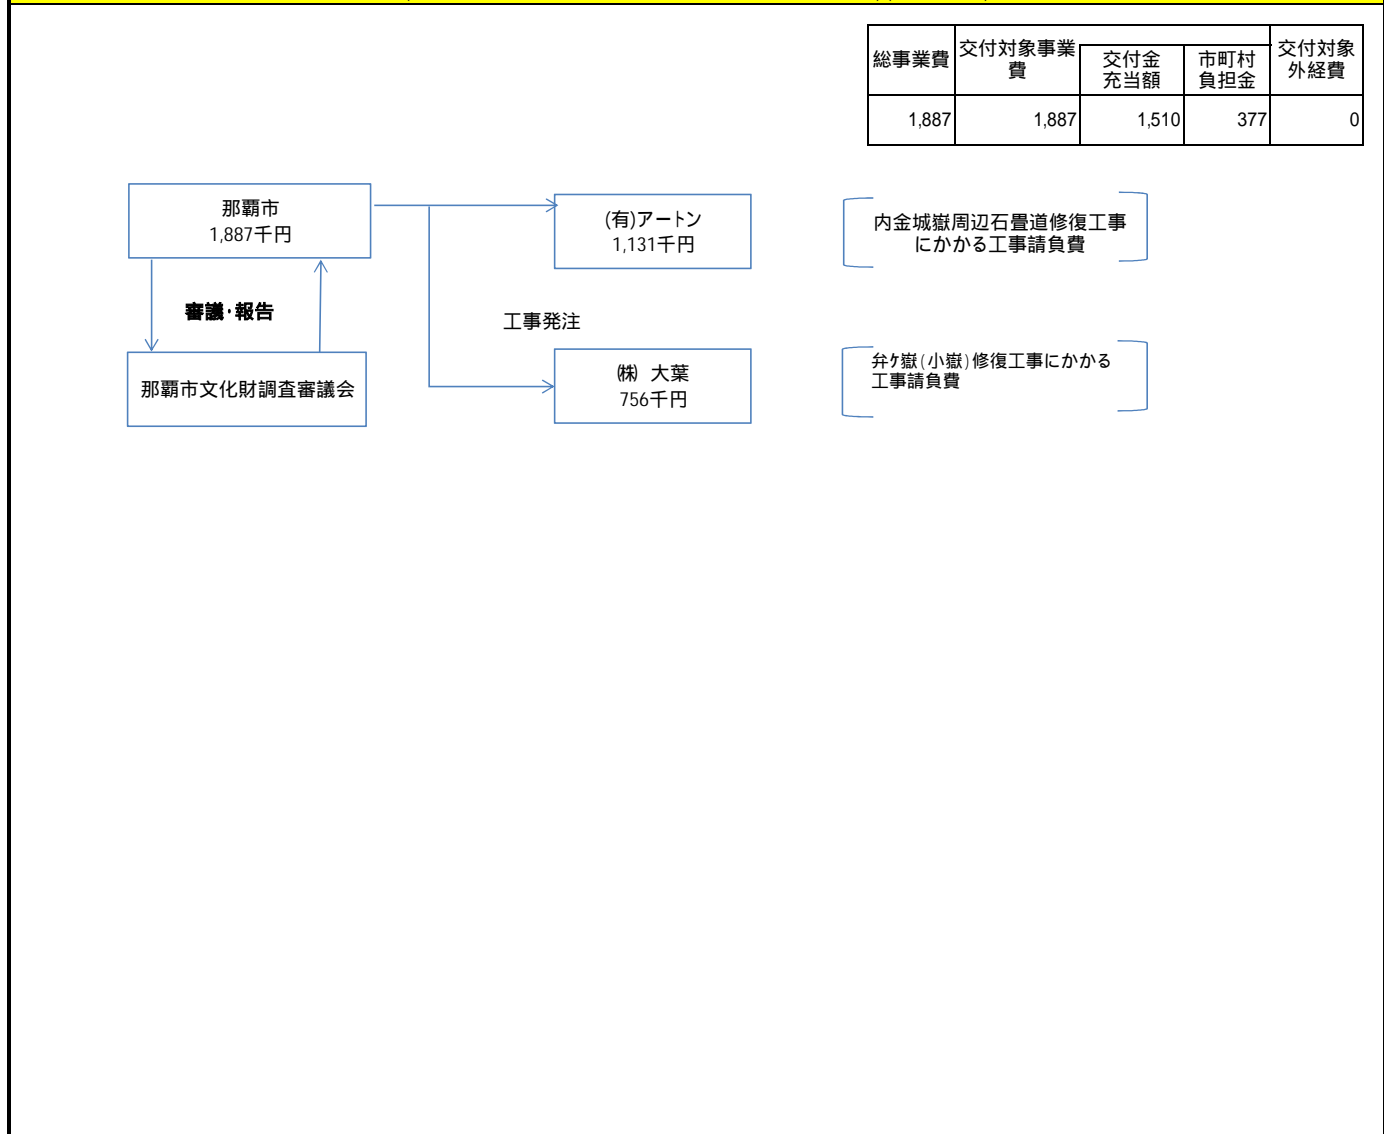 総事業費
交付対象事業
費
交付金
充当額
市町村
負担金
交付対象
外経費
1,887
1,887
1,510
377
0
那覇市
1,887千円
(有)アートン
1,131千円
内金城嶽周辺石畳道修復工事
にかかる工事請負費
審議・報告
工事発注
那覇市文化財調査審議会
㈱ 大葉
756千円
弁ケ嶽(小嶽)修復工事にかかる
工事請負費